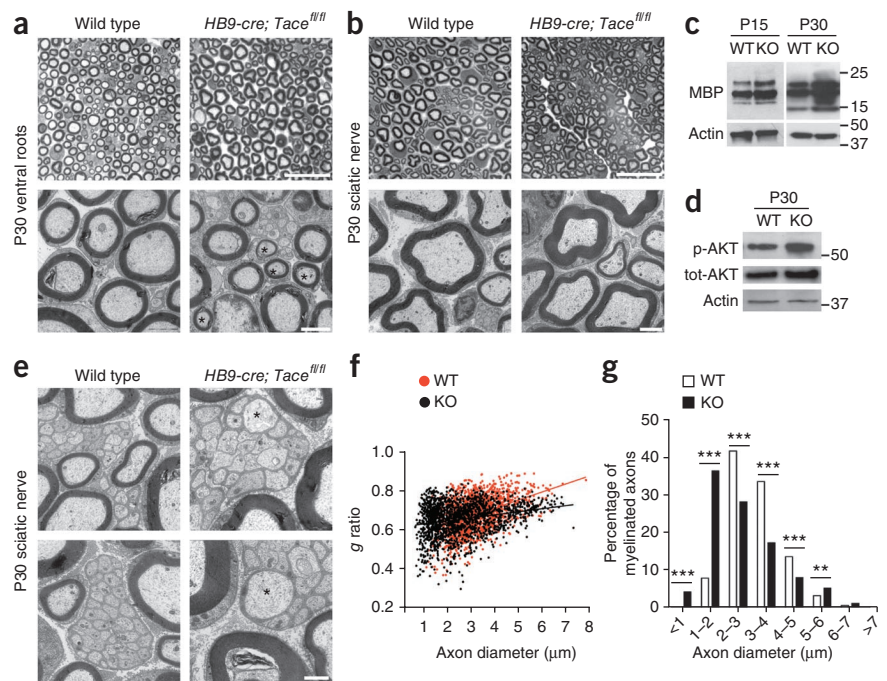 a
Wild type
HB9-cre; Tace fl/fl
P30 ventral roots
*
*
*
*
b
Wild type
HB9-cre; Tace fl/fl
P30 sciatic nerve
c
P15
P30
WT KO WT KO
MBP
25
15
Actin
50
37
d
P30
WT KO
p-AKT
50
tot-AKT
Actin
37
e
Wild type
HB9-cre; Tace fl/fl
P30 sciatic nerve
*
*
f
WT
KO
g ratio
1.0
0.8
0.6
0.4
0.2
1 2 3 4 5 6 7 8
Axon diameter (μm)
g
WT
KO
Percentage of
myelinated axons
50
40
30
20
10
0
*** *** *** *** *** **
<1 1–2 2–3 3–4 4–5 5–6 6–7 >7
Axon diameter (μm)